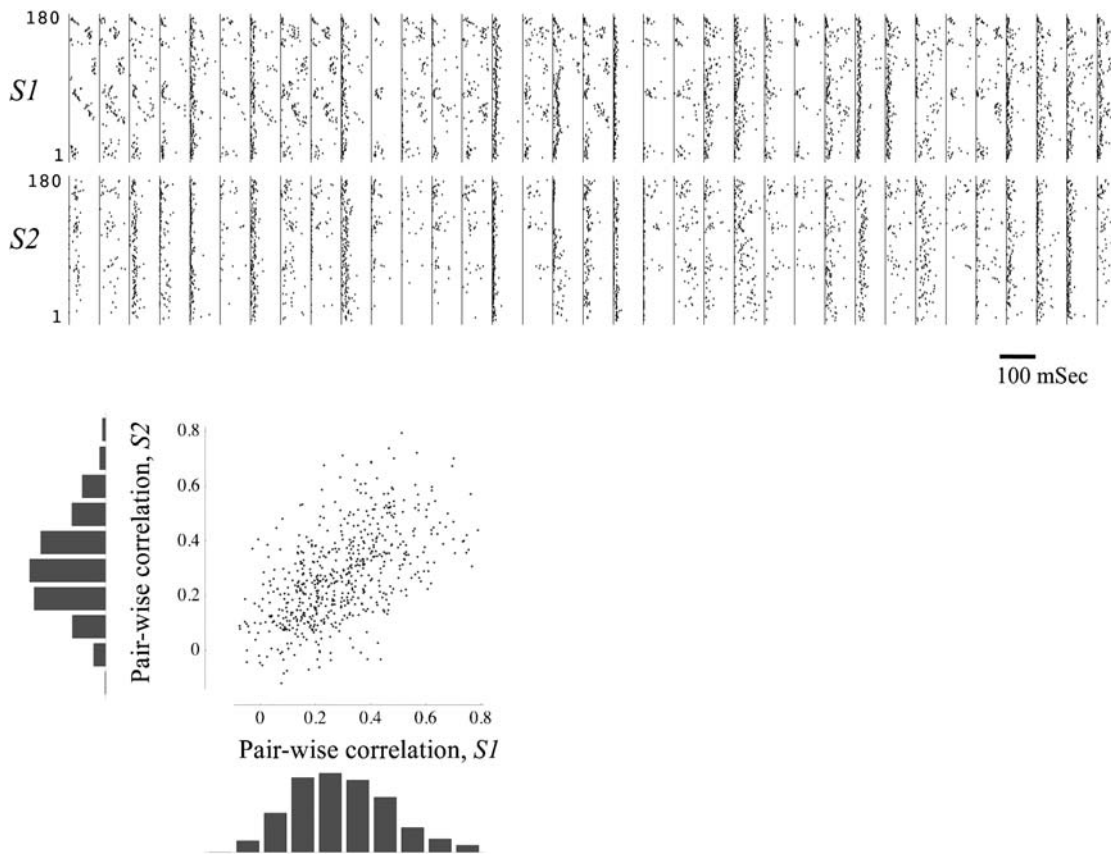 180
S1
1
180
S2
1
100 mSec
Pair-wise correlation, S2
0.8
0.6
0.4
0.2
0
0 0.2 0.4 0.6 0.8
Pair-wise correlation, S1